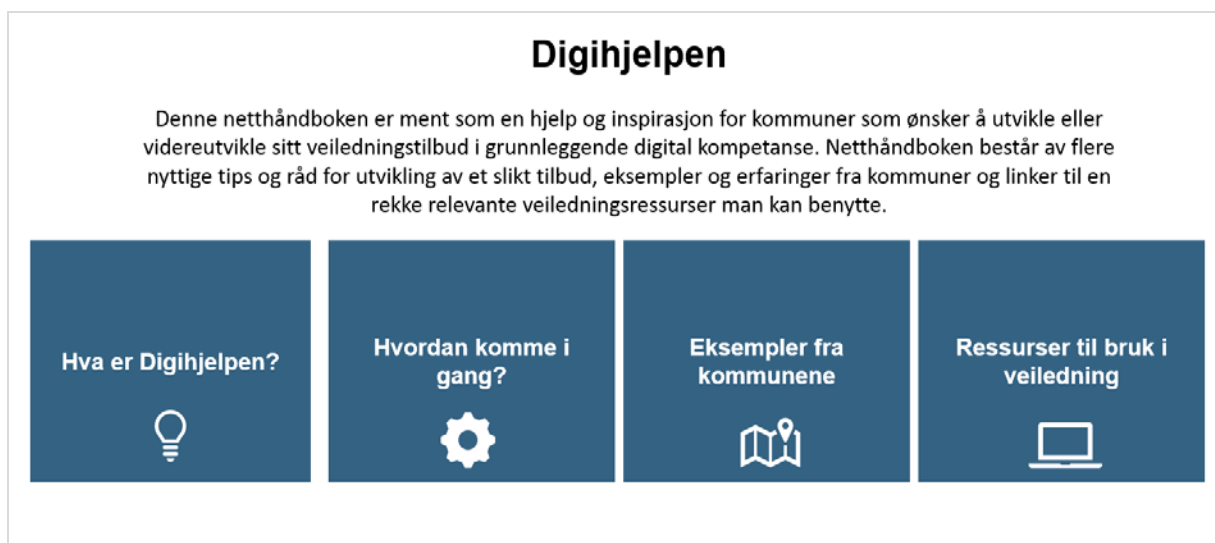 Digihjelpen
Denne netthåndboken er ment som en hjelp og inspirasjon for kommuner som ønsker å utvikle eller
videreutvikle sitt veiledningstilbud i grunnleggende digital kompetanse. Netthåndboken består av flere
nyttige tips og råd for utvikling av et slikt tilbud, eksempler og erfaringer fra kommuner og linker til en
rekke relevante veiledningsressurser man kan benytte.
Hva er Digihjelpen?
Hvordan komme i
gang?
Eksempler fra
kommunene
Ressurser til bruk i
veiledning